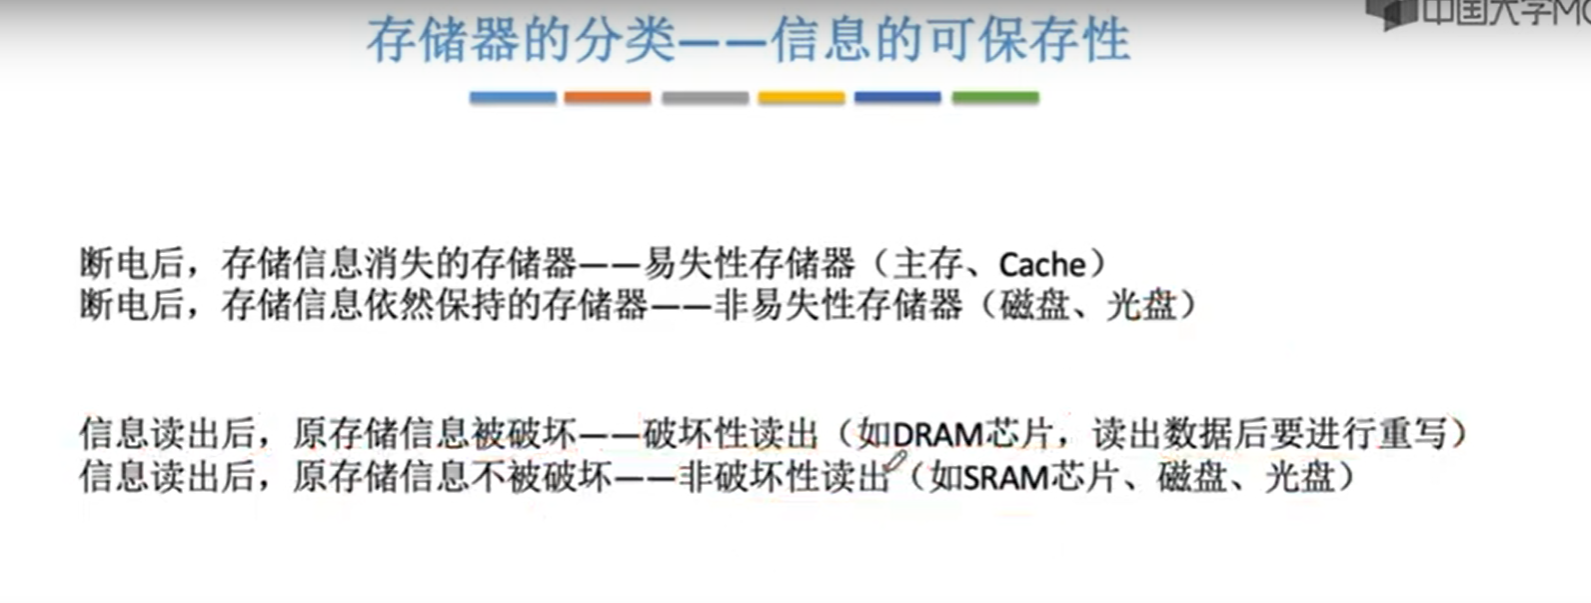 中国大学MO
存储器的分类——信息的可保存性
断电后，存储信息消失的存储器——易失性存储器（主存、Cache）
断电后，存储信息依然保持的存储器——非易失性存储器（磁盘、光盘）
信息读出后，原存储信息被破坏——破坏性读出（如DRAM芯片，读出数据后要进行重写）
信息读出后，原存储信息不被破坏——非破坏性读出（如SRAM芯片、磁盘、光盘）